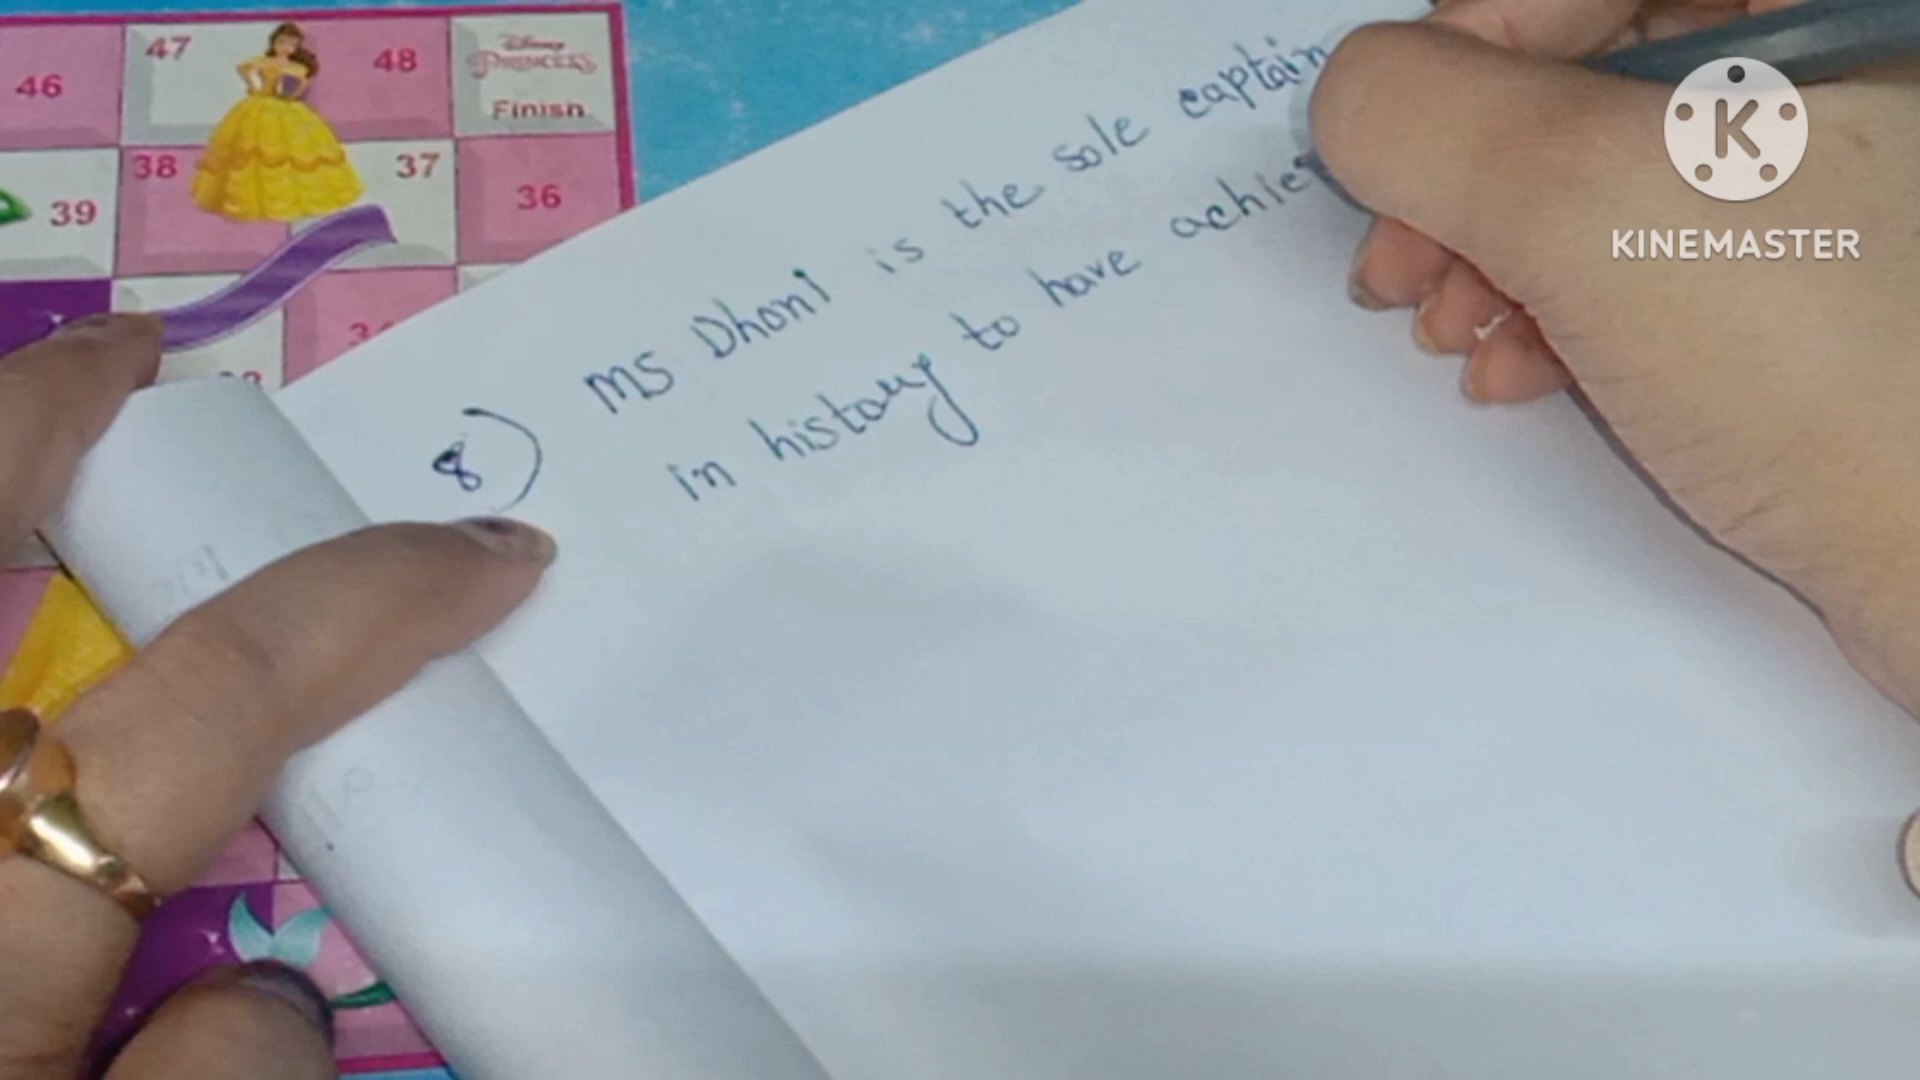 46
47
48
Disney
PRINCESS
Finish
39
38
37
36
8) MS Dhoni is the sole captain
in history to have
KINEMASTER